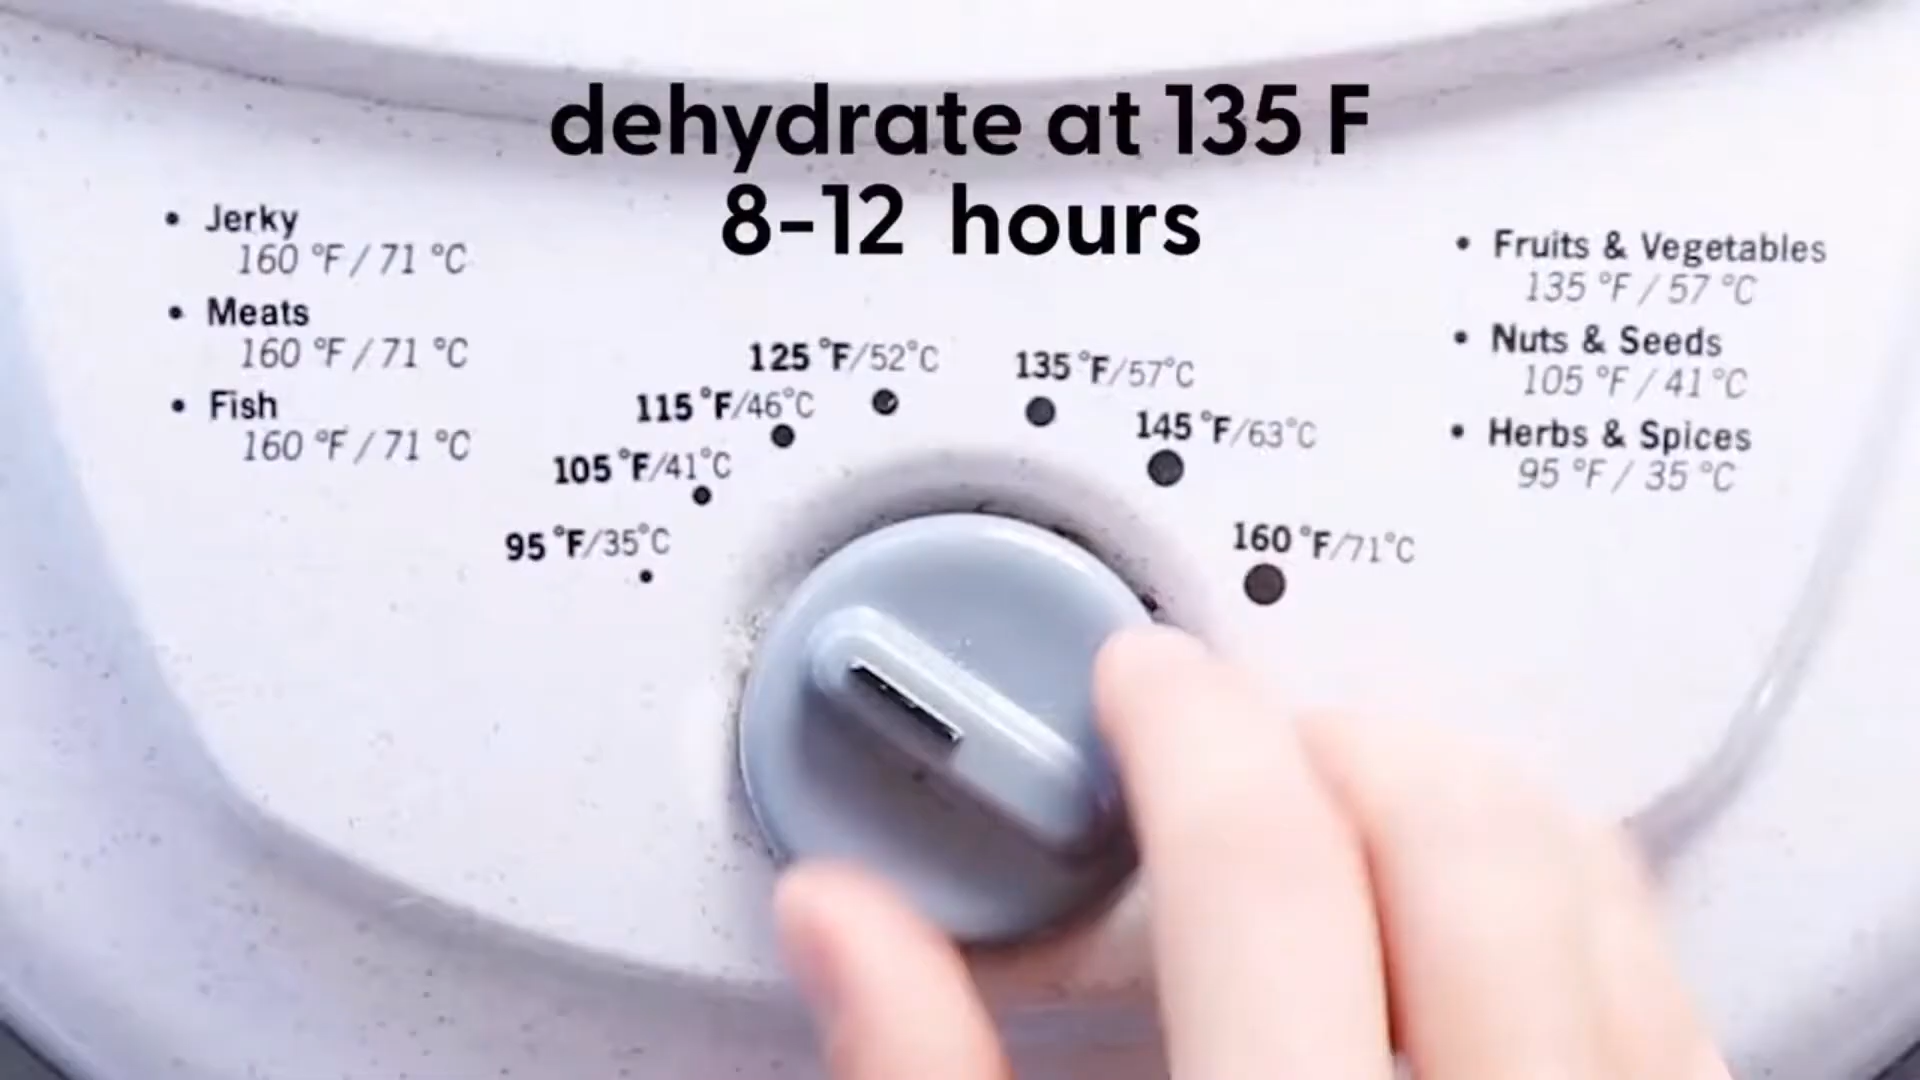 dehydrate at 135 F
8-12 hours
• Jerky
160 °F / 71 °C
• Meats
160 °F / 71 °C
• Fish
160 °F / 71 °C
95 °F/35°C
105 °F/41°C
115 °F/46°C
125 °F/52°C
135 °F/57°C
145 °F/63°C
160 °F/71°C
• Fruits & Vegetables
135 °F / 57 °C
• Nuts & Seeds
105 °F / 41 °C
• Herbs & Spices
95 °F / 35 °C